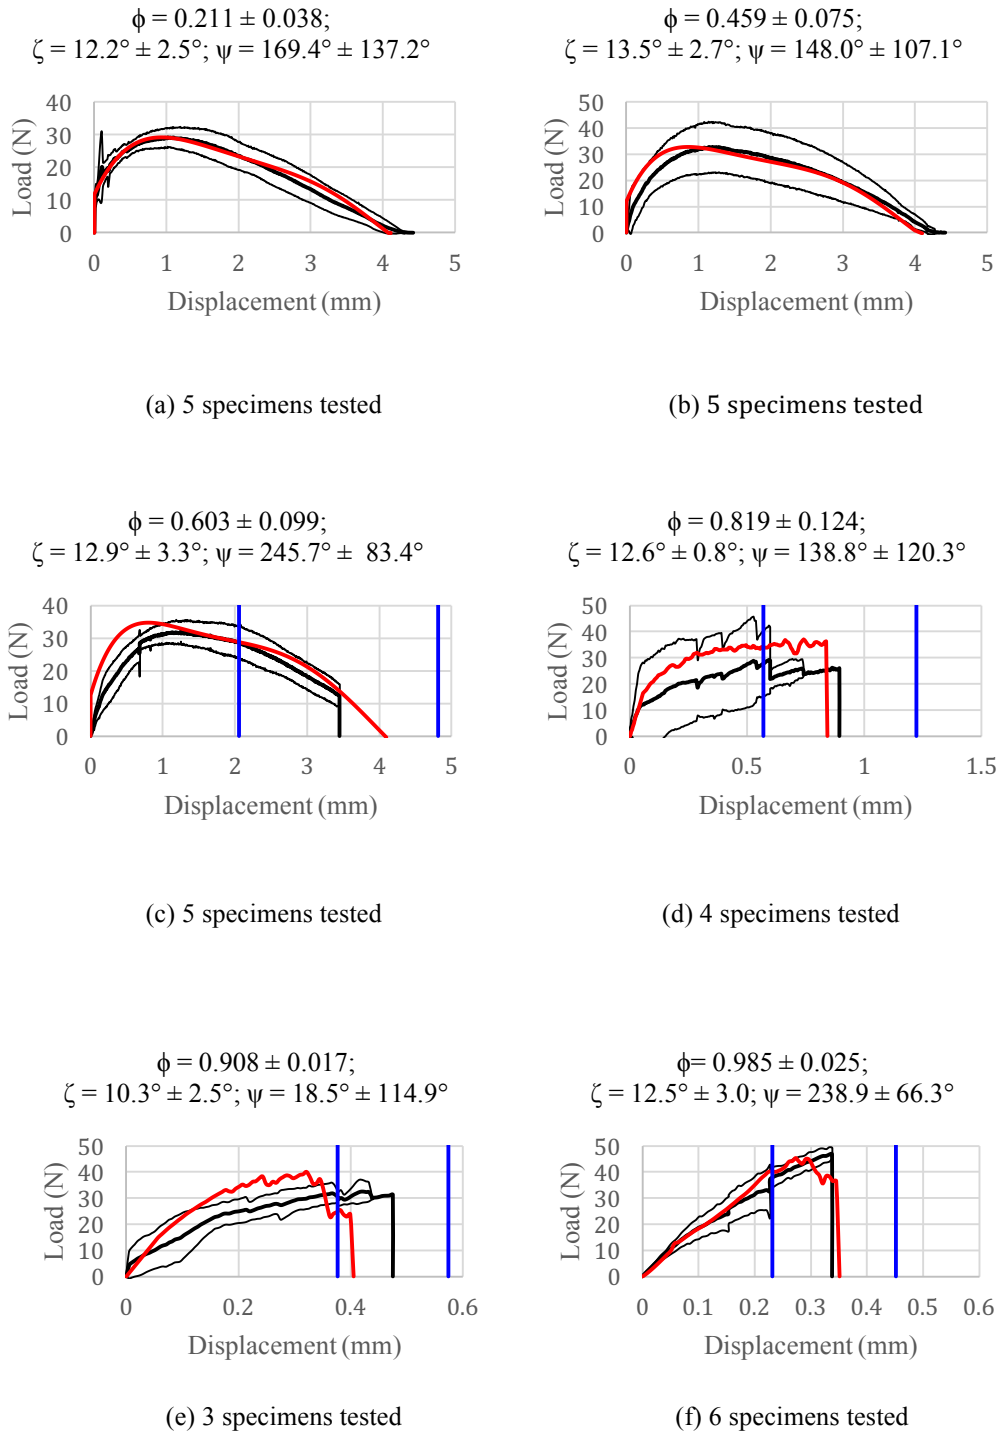 ϕ = 0.211 ± 0.038;
ζ = 12.2° ± 2.5°; ψ = 169.4° ± 137.2°
Load (N)
40
30
20
10
0
0 1 2 3 4 5
Displacement (mm)
(a) 5 specimens tested
ϕ = 0.459 ± 0.075;
ζ = 13.5° ± 2.7°; ψ = 148.0° ± 107.1°
Load (N)
50
40
30
20
10
0
0 1 2 3 4 5
Displacement (mm)
(b) 5 specimens tested
ϕ = 0.603 ± 0.099;
ζ = 12.9° ± 3.3°; ψ = 245.7° ± 83.4°
Load (N)
40
30
20
10
0
0 1 2 3 4 5
Displacement (mm)
(c) 5 specimens tested
ϕ = 0.819 ± 0.124;
ζ = 12.6° ± 0.8°; ψ = 138.8° ± 120.3°
Load (N)
50
40
30
20
10
0
0 0.5 1 1.5
Displacement (mm)
(d) 4 specimens tested
ϕ = 0.908 ± 0.017;
ζ = 10.3° ± 2.5°; ψ = 18.5° ± 114.9°
Load (N)
50
40
30
20
10
0
0 0.2 0.4 0.6
Displacement (mm)
(e) 3 specimens tested
ϕ= 0.985 ± 0.025;
ζ = 12.5° ± 3.0; ψ = 238.9 ± 66.3°
Load (N)
50
40
30
20
10
0
0 0.1 0.2 0.3 0.4 0.5 0.6
Displacement (mm)
(f) 6 specimens tested